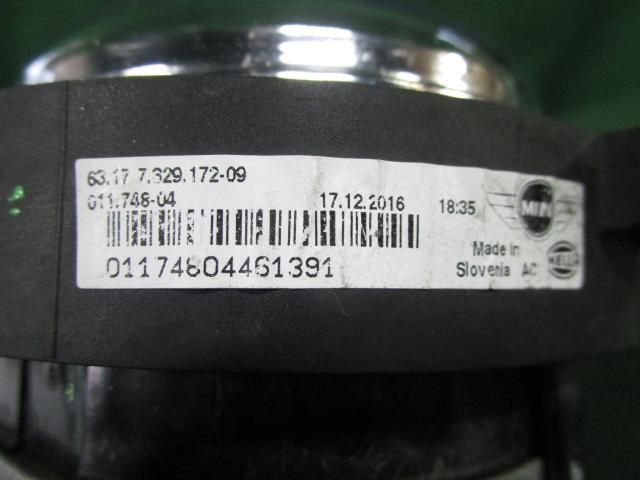 63.17 7.329.172-09
011.748-04 17.12.2016 18:35
MINI
01174804461391
Made in
Slovenia AC
HELLA